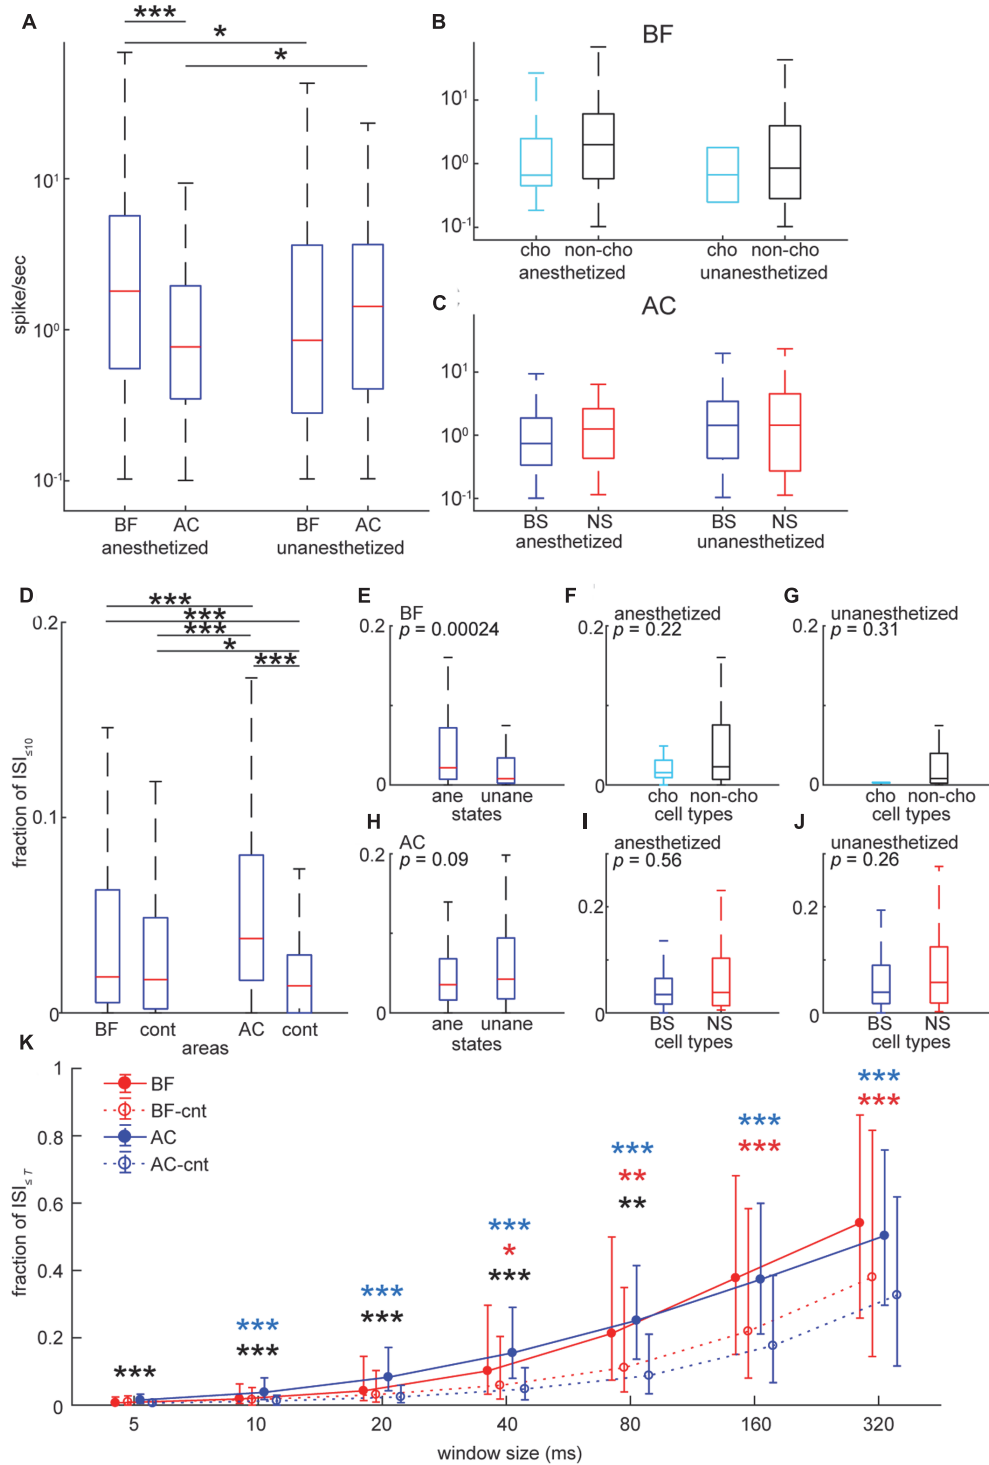 A
***
*
*
spike/sec
10¹
10⁰
10⁻¹
BF AC BF AC
anesthetized unanesthetized
B
BF
10¹
10⁰
10⁻¹
cho non-cho cho non-cho
anesthetized unanesthetized
C
AC
10¹
10⁰
10⁻¹
BS NS BS NS
anesthetized unanesthetized
D
***
***
***
*
***
0.2
0.1
0
fraction of ISI≤10
BF cont AC cont
areas
E
BF
0.2
p = 0.00024
0
ane unane
states
F
anesthetized
0.2
p = 0.22
0
cho non-cho
cell types
G
unanesthetized
0.2
p = 0.31
0
cho non-cho
cell types
H
AC
0.2
p = 0.09
0
ane unane
states
I
anesthetized
p = 0.56
0.2
0
BS NS
cell types
J
unanesthetized
p = 0.26
0.2
0
BS NS
cell types
K
1
0.8
0.6
0.4
0.2
0
fraction of ISI≤T
BF
BF-cnt
AC
AC-cnt
***
***
***
***
***
***
*
***
***
**
**
***
***
***
***
5 10 20 40 80 160 320
window size (ms)